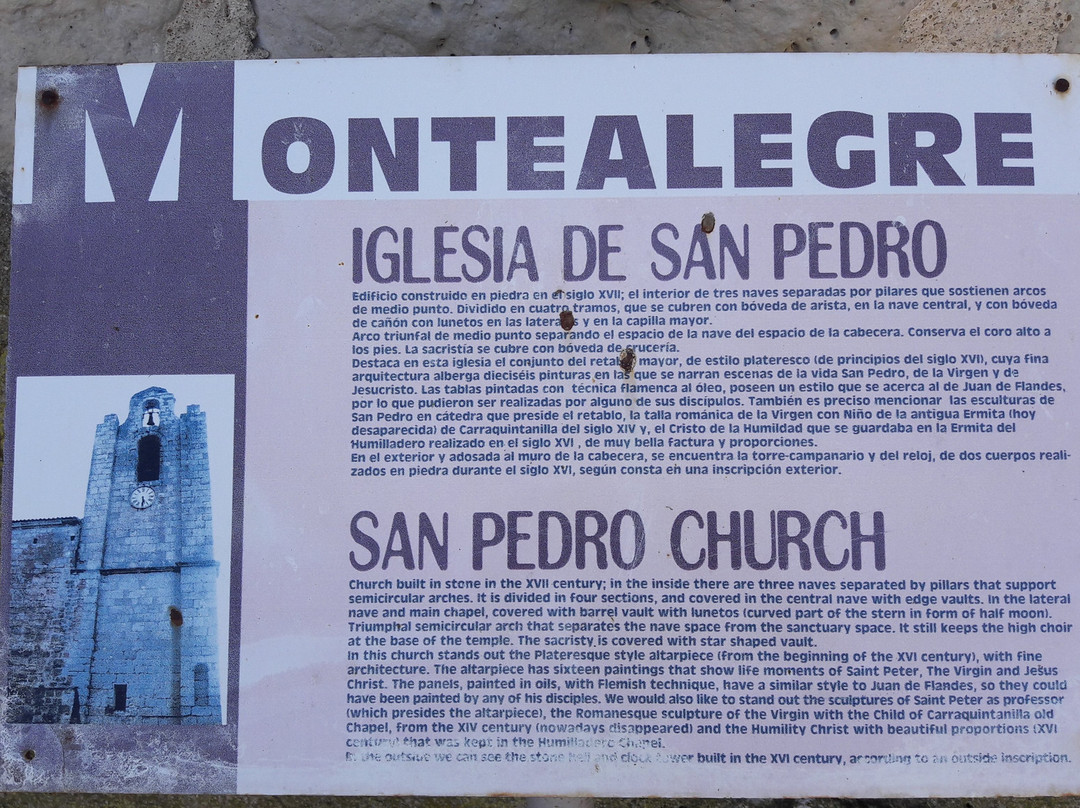 MONTEALEGRE
IGLESIA DE SAN PEDRO
Edificio construido en piedra en el siglo XVII; el interior de tres naves separadas por pilares que sostienen arcos
de medio punto. Dividido en cuatro tramos, que se cubren con bóveda de arista, en la nave central, y con bóveda
de cañón con lunetos en las laterales y en la capilla mayor.
Arco triunfal de medio punto separando el espacio de la nave del espacio de la cabecera. Conserva el coro alto a
los pies. La sacristía se cubre con bóveda de crucería.
Destaca en esta iglesia el conjunto del retablo mayor, de estilo plateresco (de principios del siglo XVI), cuya fina
arquitectura alberga dieciséis pinturas en las que se narran escenas de la vida San Pedro, de la Virgen y de
Jesucristo. Las tablas pintadas con técnica flamenca al óleo, poseen un estilo que se acerca al de Juan de Flandes,
por lo que pudieron ser realizadas por alguno de sus discípulos. También es preciso mencionar las esculturas de
San Pedro en cátedra que preside el retablo, la talla románica de la Virgen con Niño de la antigua Ermita (hoy
desaparecida) de Carraquintanilla del siglo XIV y, el Cristo de la Humildad que se guardaba en la Ermita del
Humilladero realizado en el siglo XVI , de muy bella factura y proporciones.
En el exterior y adosada al muro de la cabecera, se encuentra la torre-campanario y del reloj, de dos cuerpos reali-
zados en piedra durante el siglo XVI, según consta en una inscripción exterior.
SAN PEDRO CHURCH
Church built in stone in the XVII century; in the inside there are three naves separated by pillars that support
semicircular arches. It is divided in four sections, and covered in the central nave with edge vaults. In the lateral
nave and main chapel, covered with barrel vault with lunetos (curved part of the stern in form of half moon).
Triumphal semicircular arch that separates the nave space from the sanctuary space. It still keeps the high choir
at the base of the temple. The sacristy is covered with star shaped vault.
In this church stands out the Plateresque style altarpiece (from the beginning of the XVI century), with fine
architecture. The altarpiece has sixteen paintings that show life moments of Saint Peter, The Virgin and Jesus
Christ. The panels, painted in oils, with Flemish technique, have a similar style to Juan de Flandes, so they could
have been painted by any of his disciples. We would also like to stand out the sculptures of Saint Peter as professor
(which presides the altarpiece), the Romanesque sculpture of the Virgin with the Child of Carraquintanilla old
Chapel, from the XIV century (nowadays disappeared) and the Humility Christ with beautiful proportions (XVI
century) that was kept in the Humilladero Chapel.
In the outside we can see the stone bell and clock tower built in the XVI century, according to an outside inscription.